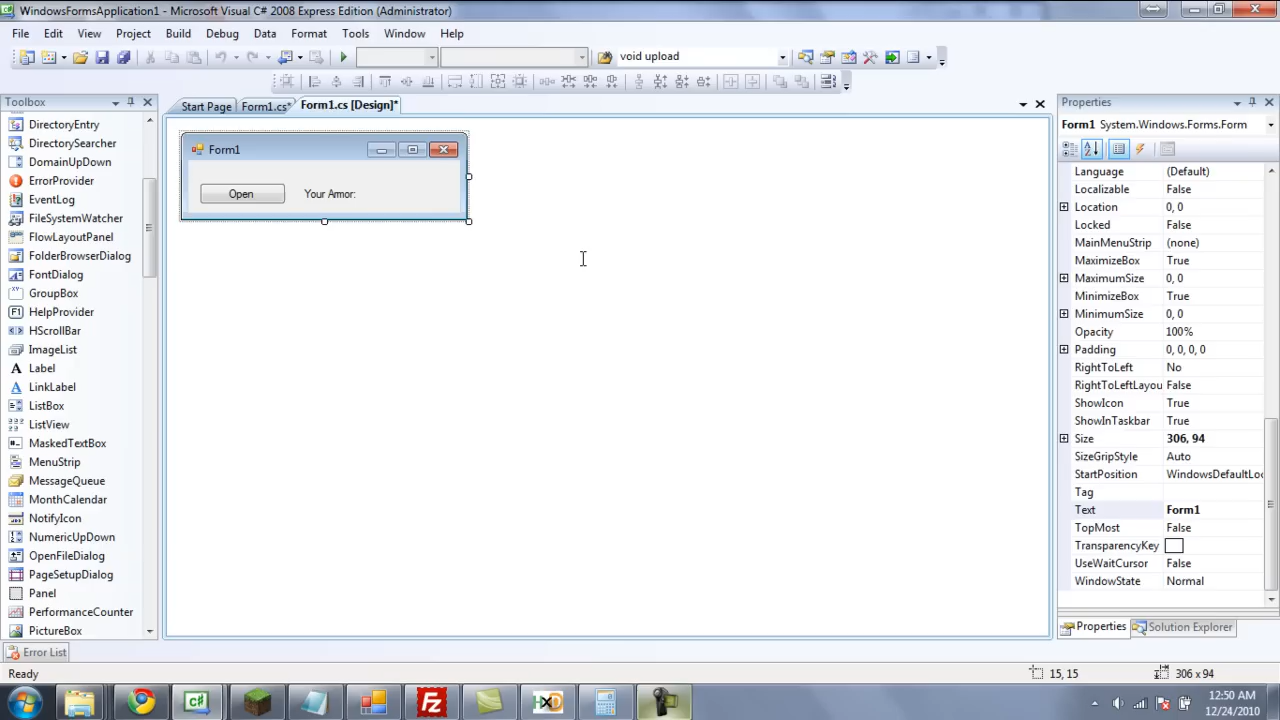 WindowsFormsApplication1 - Microsoft Visual C# 2008 Express Edition (Administrator)
File Edit View Project Build Debug Data Format Tools Window Help
void upload
Toolbox
Start Page Form1.cs* Form1.cs [Design]*
Properties
DirectoryEntry
DirectorySearcher
DomainUpDown
ErrorProvider
EventLog
FileSystemWatcher
FlowLayoutPanel
FolderBrowserDialog
FontDialog
GroupBox
HelpProvider
HScrollBar
ImageList
Label
LinkLabel
ListBox
ListView
MaskedTextBox
MenuStrip
MessageQueue
MonthCalendar
NotifyIcon
NumericUpDown
OpenFileDialog
PageSetupDialog
Panel
PerformanceCounter
PictureBox
Error List
Form1
Open Your Armor:
Form1 System.Windows.Forms.Form
Language (Default)
Localizable False
Location 0, 0
Locked False
MainMenuStrip (none)
MaximizeBox True
MaximumSize 0, 0
MinimizeBox True
MinimumSize 0, 0
Opacity 100%
Padding 0, 0, 0, 0
RightToLeft No
RightToLeftLayou False
ShowIcon True
ShowInTaskbar True
Size 306, 94
SizeGripStyle Auto
StartPosition WindowsDefaultLoc
Tag
Text Form1
TopMost False
TransparencyKey
UseWaitCursor False
WindowState Normal
Properties Solution Explorer
Ready 15, 15 306 x 94
12:50 AM
12/24/2010